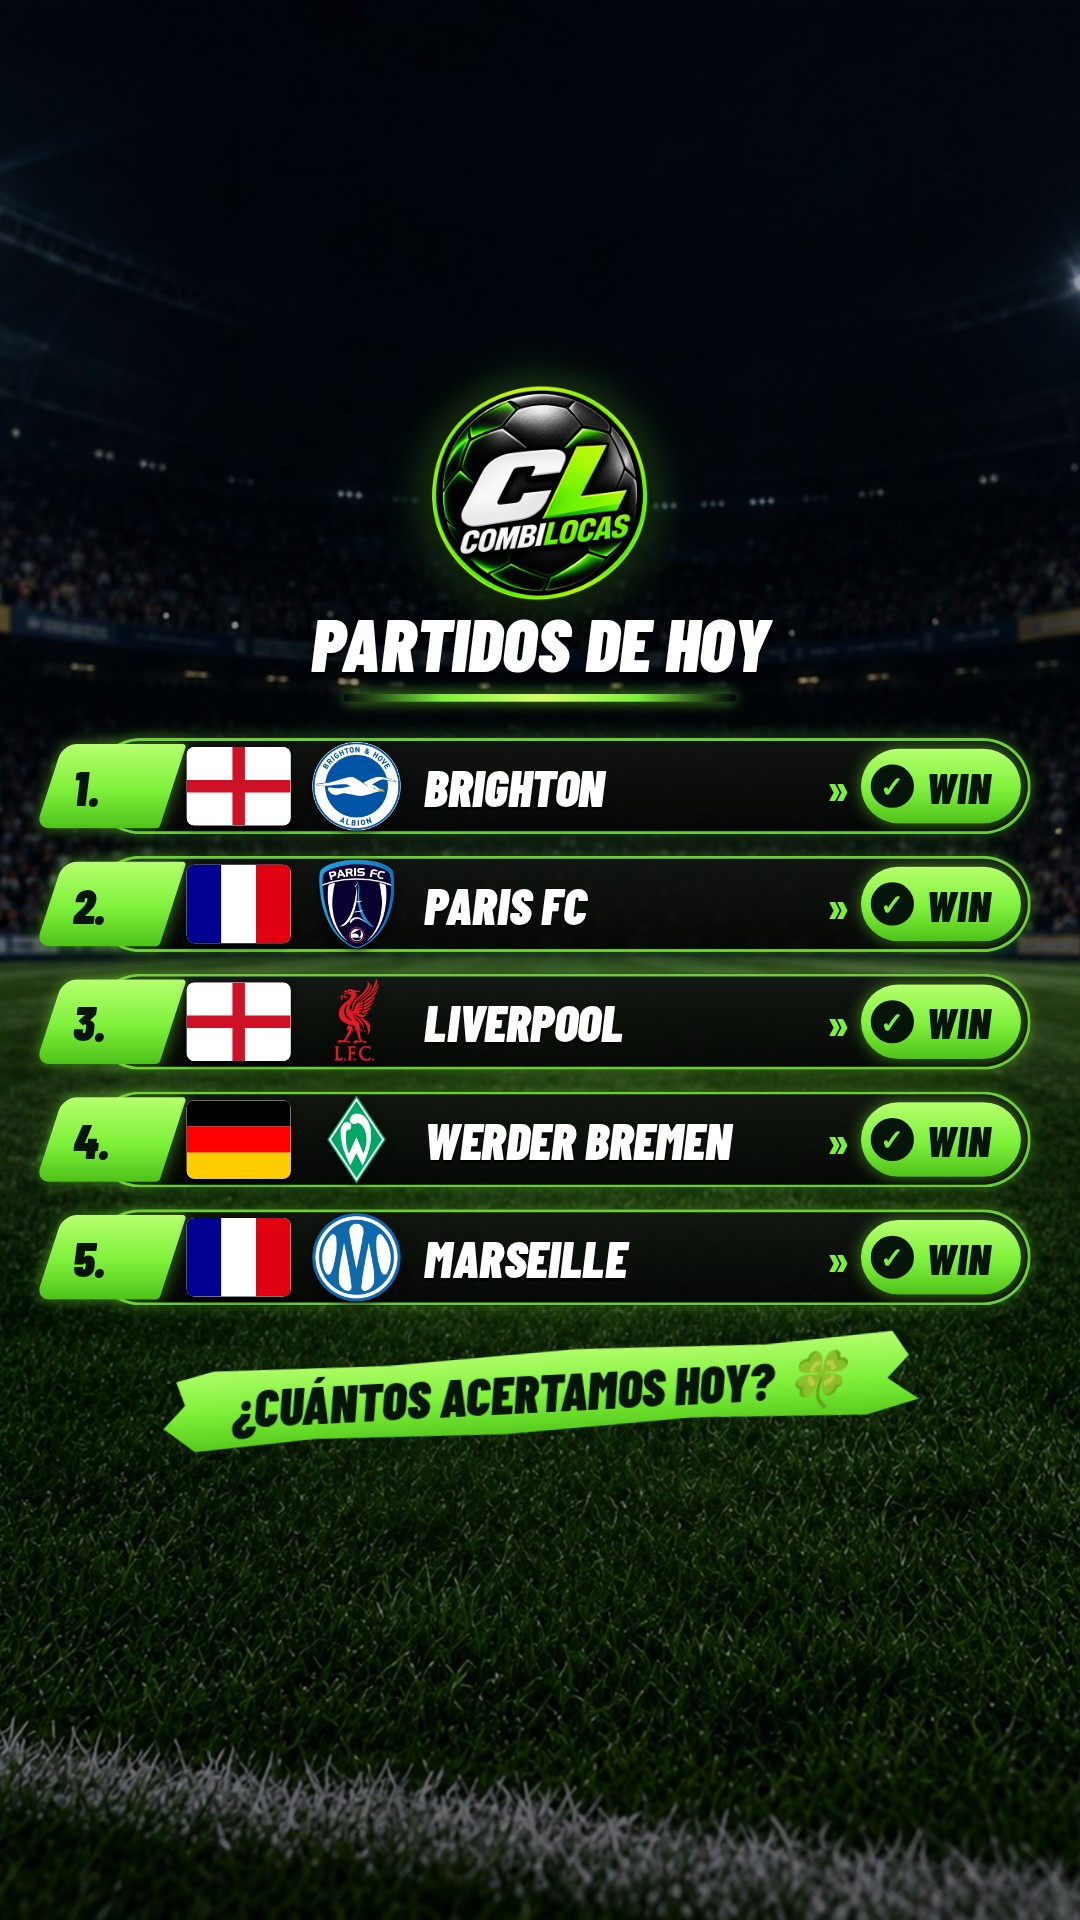 CL
COMBILOCAS
PARTIDOS DE HOY
1. BRIGHTON & HOVE ALBION BRIGHTON » ✓ WIN
2. PARIS FC PARIS FC » ✓ WIN
3. L.F.C. LIVERPOOL » ✓ WIN
4. W WERDER BREMEN » ✓ WIN
5. M MARSEILLE » ✓ WIN
¿CUÁNTOS ACERTAMOS HOY? 🍀